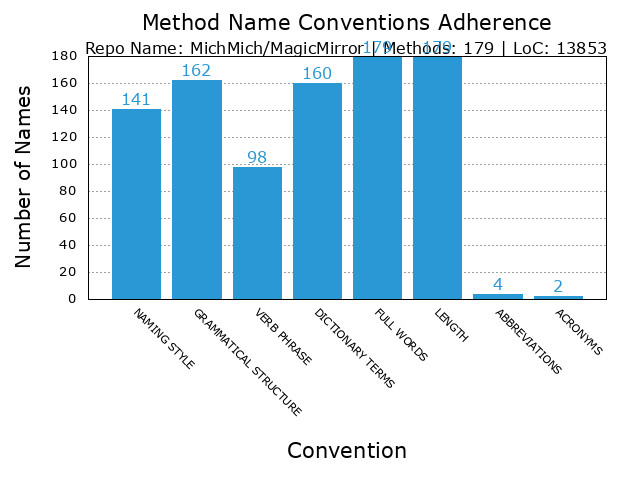 Method Name Conventions Adherence
Repo Name: MichMich/MagicMirror | Methods: 179 | LoC: 13853
Number of Names
180
160
140
120
100
80
60
40
20
0
141
162
98
160
179
179
4
2
NAMING STYLE
GRAMMATICAL STRUCTURE
VERB PHRASE
DICTIONARY TERMS
FULL WORDS
LENGTH
ABBREVIATIONS
ACRONYMS
Convention